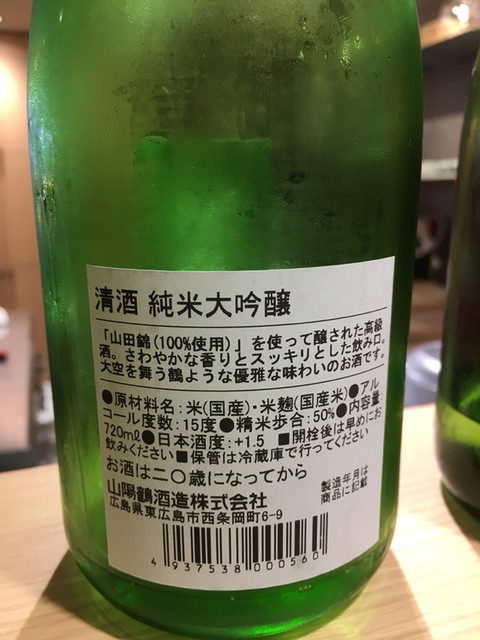 清酒 純米大吟醸
「山田錦(100%使用)」を使って醸された高級
酒。さわやかな香りとスッキリとした飲み口。
大空を舞う鶴ような優雅な味わいのお酒です。
●原材料名:米(国産)・米麹(国産米)●アル
コール度数:15度●精米歩合:50%●内容量:
720ml●日本酒度:+1.5 ■開栓後は早めにお
飲みください■保管は冷蔵庫で行ってください
お酒は二〇歳になってから
山陽鶴酒造株式会社
広島県東広島市西条岡町6-9
製造年月は
商品に記載
4 937538 000560